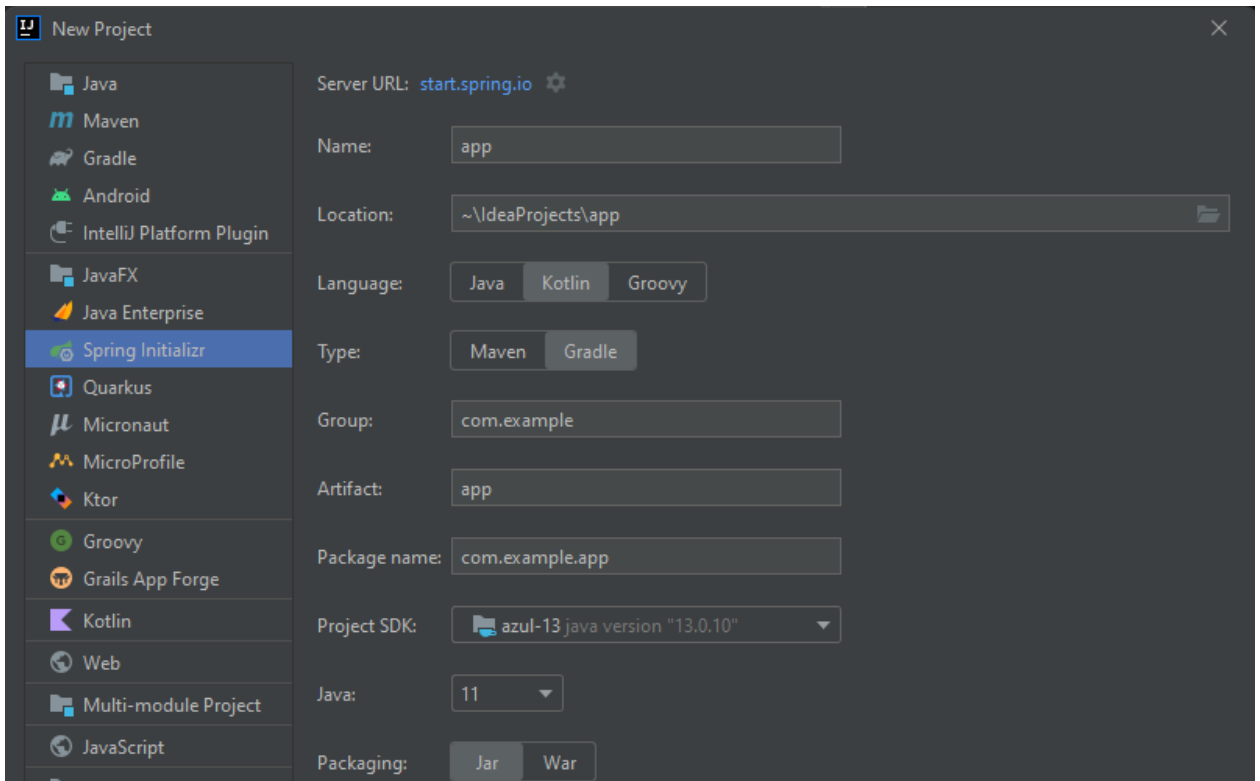 New Project
Java
Maven
Gradle
Android
IntelliJ Platform Plugin
JavaFX
Java Enterprise
Spring Initializr
Quarkus
Micronaut
MicroProfile
Ktor
Groovy
Grails App Forge
Kotlin
Web
Multi-module Project
JavaScript
Server URL: start.spring.io
Name: app
Location: ~\IdeaProjects\app
Language: Java Kotlin Groovy
Type: Maven Gradle
Group: com.example
Artifact: app
Package name: com.example.app
Project SDK: azul-13 java version "13.0.10"
Java: 11
Packaging: Jar War